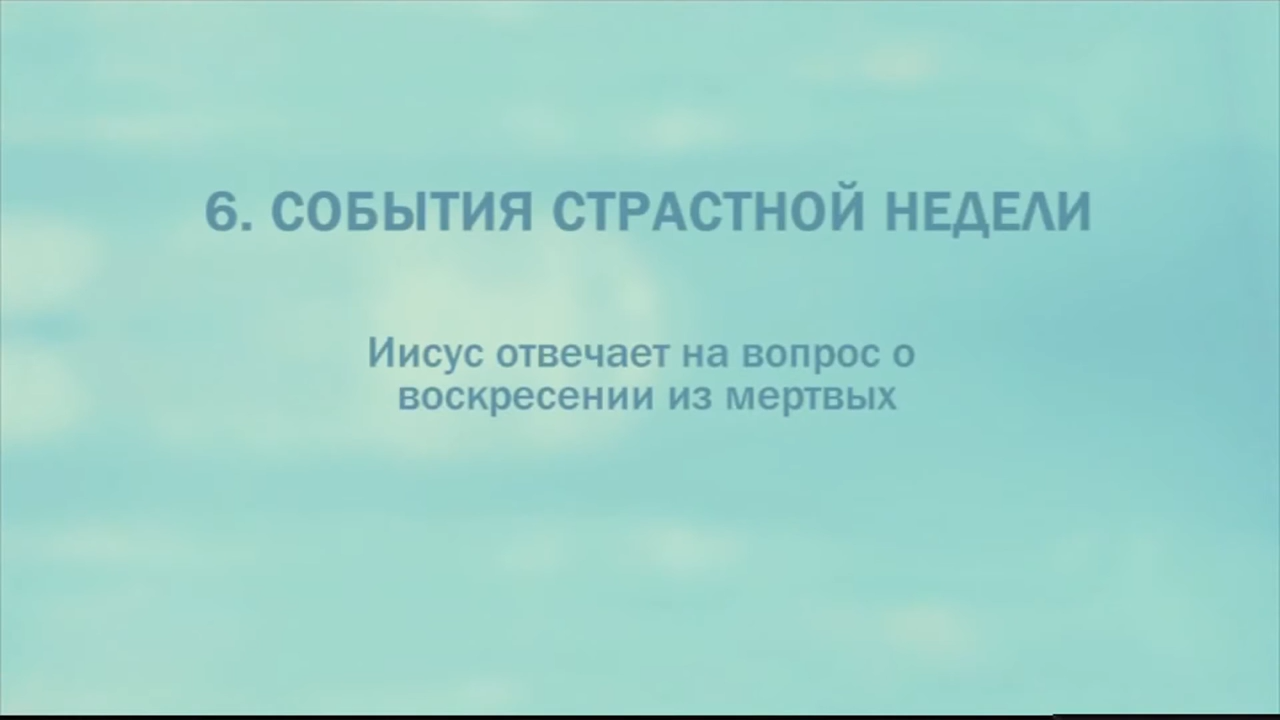 6. СОБЫТИЯ СТРАСТНОЙ НЕДЕЛИ
Иисус отвечает на вопрос о
воскресении из мертвых